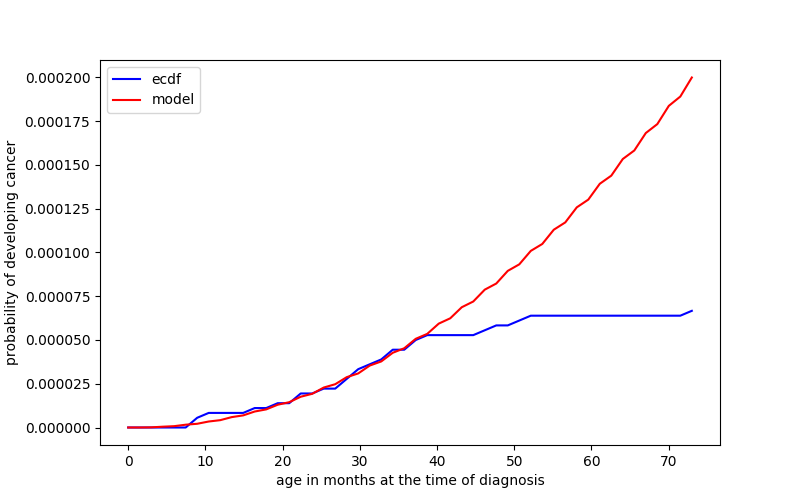 ecdf
model
0.000200
0.000175
0.000150
0.000125
0.000100
0.000075
0.000050
0.000025
0.000000
probability of developing cancer
0 10 20 30 40 50 60 70
age in months at the time of diagnosis